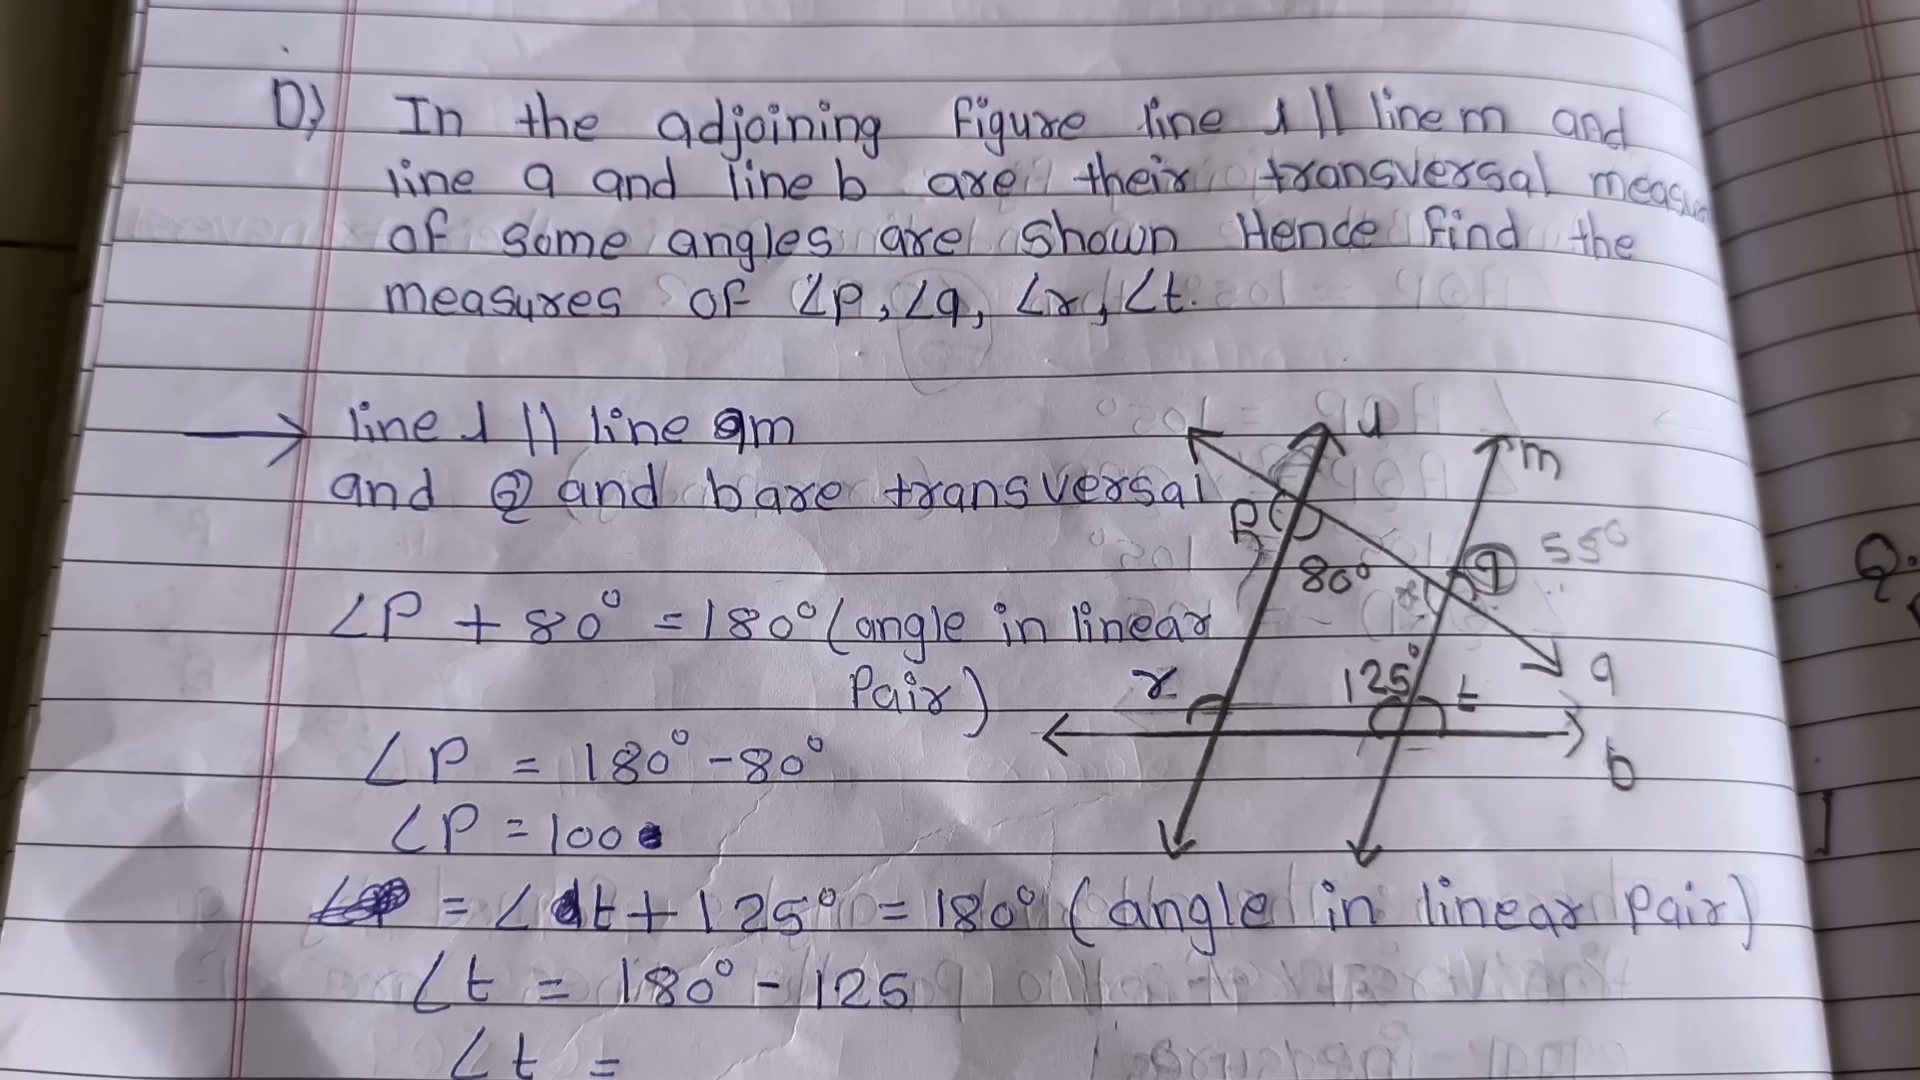 D) In the adjoining figure line l || line m and
line a and line b are their transversal measu
of some angles are shown Hence find the
measures of ∠p, ∠q, ∠r, ∠t.
→ line l || line m
and a and b are transversal
l
m
P
80°
q
55°
∠P + 80° = 180° (angle in linear
Pair)
r
125°
t
a
b
∠P = 180° - 80°
∠P = 100
= ∠t + 125° = 180° (angle in linear pair)
∠t = 180° - 125
∠t =
Q.